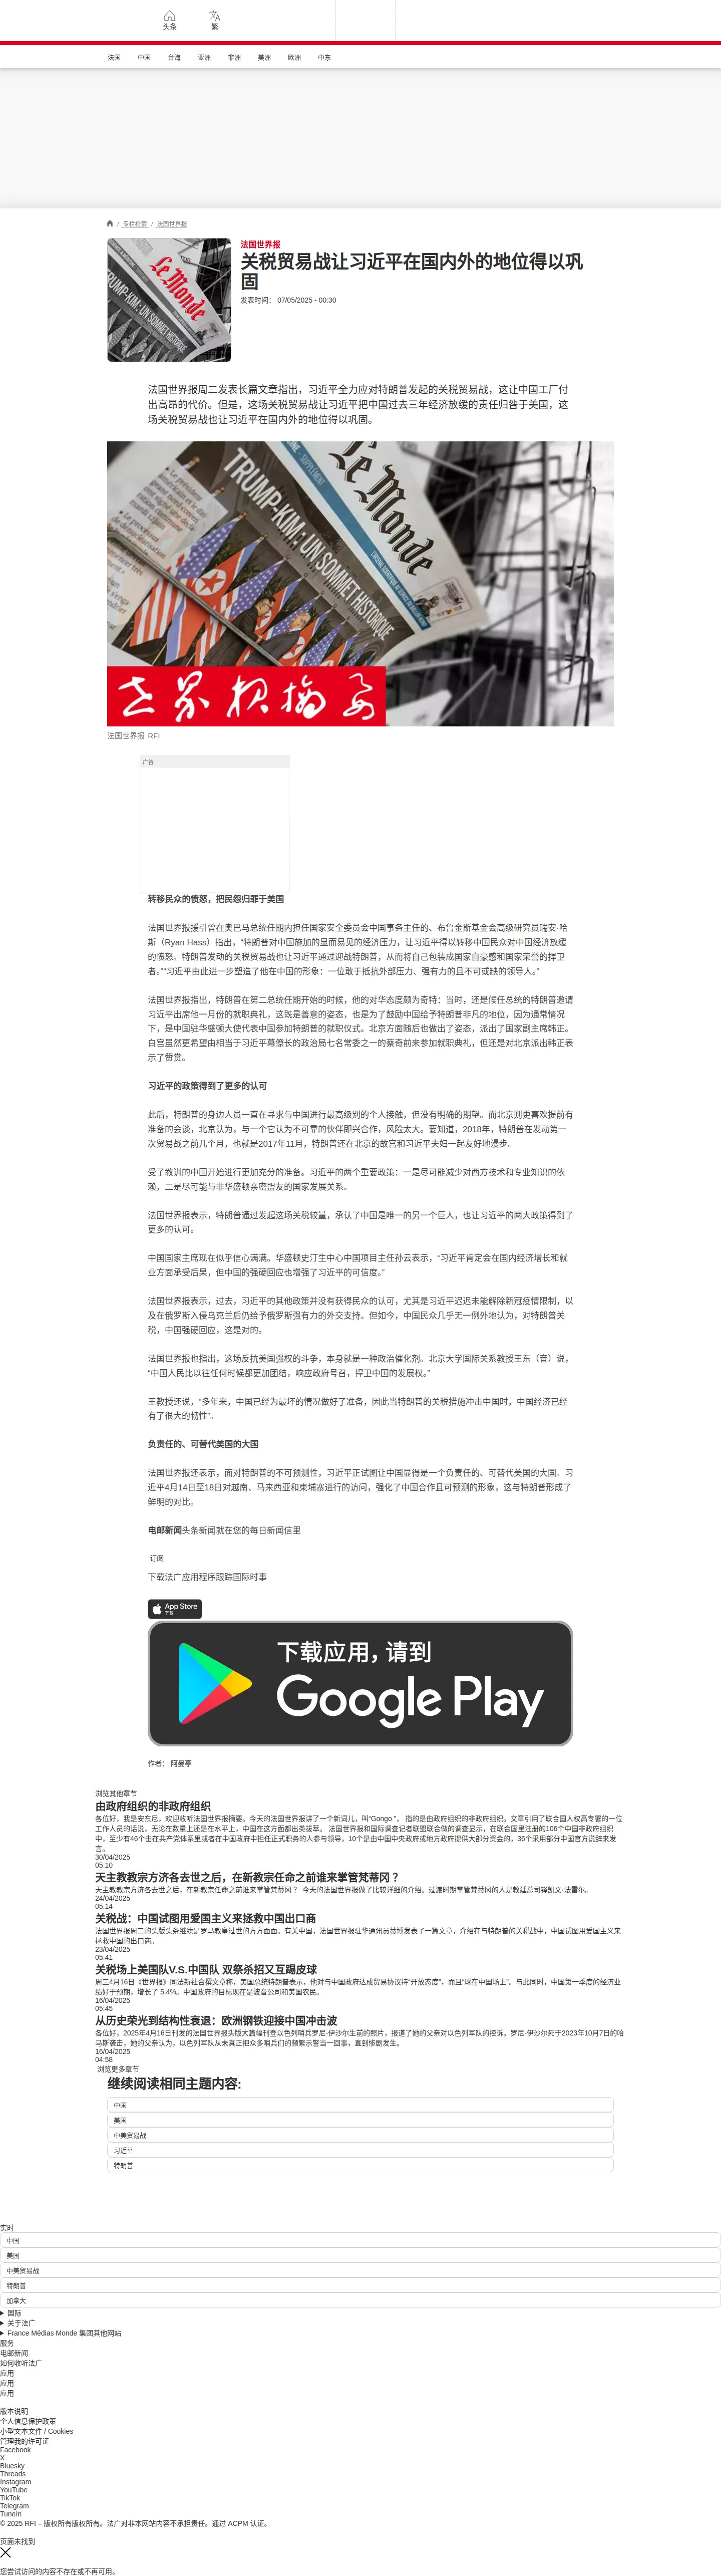 头条
繁
法国
中国
台海
亚洲
非洲
美洲
欧洲
中东
/ 专栏检索 / 法国世界报
法国世界报
关税贸易战让习近平在国内外的地位得以巩
固
发表时间： 07/05/2025 - 00:30
Le Monde
TRUMP-KIM : UN SOMMET HISTORIQUE
法国世界报周二发表长篇文章指出，习近平全力应对特朗普发起的关税贸易战，这让中国工厂付
出高昂的代价。但是，这场关税贸易战让习近平把中国过去三年经济放缓的责任归咎于美国，这
场关税贸易战也让习近平在国内外的地位得以巩固。
Le Monde
TRUMP-KIM : UN SOMMET HISTORIQUE
世界报摘要
法国世界报 RFI
广告
转移民众的愤怒，把民怨归罪于美国
法国世界报援引曾在奥巴马总统任期内担任国家安全委员会中国事务主任的、布鲁金斯基金会高级研究员瑞安·哈
斯（Ryan Hass）指出，“特朗普对中国施加的显而易见的经济压力，让习近平得以转移中国民众对中国经济放缓
的愤怒。特朗普发动的关税贸易战也让习近平通过迎战特朗普，从而将自己包装成国家自豪感和国家荣誉的捍卫
者。”“习近平由此进一步塑造了他在中国的形象：一位敢于抵抗外部压力、强有力的且不可或缺的领导人。”
法国世界报指出，特朗普在第二总统任期开始的时候，他的对华态度颇为奇特：当时，还是候任总统的特朗普邀请
习近平出席他一月份的就职典礼，这既是善意的姿态，也是为了鼓励中国给予特朗普非凡的地位，因为通常情况
下，是中国驻华盛顿大使代表中国参加特朗普的就职仪式。北京方面随后也做出了姿态，派出了国家副主席韩正。
白宫虽然更希望由相当于习近平幕僚长的政治局七名常委之一的蔡奇前来参加就职典礼，但还是对北京派出韩正表
示了赞赏。
习近平的政策得到了更多的认可
此后，特朗普的身边人员一直在寻求与中国进行最高级别的个人接触，但没有明确的期望。而北京则更喜欢提前有
准备的会谈，北京认为，与一个它认为不可靠的伙伴即兴合作，风险太大。要知道，2018年，特朗普在发动第一
次贸易战之前几个月，也就是2017年11月，特朗普还在北京的故宫和习近平夫妇一起友好地漫步。
受了教训的中国开始进行更加充分的准备。习近平的两个重要政策：一是尽可能减少对西方技术和专业知识的依
赖，二是尽可能与非华盛顿亲密盟友的国家发展关系。
法国世界报表示，特朗普通过发起这场关税较量，承认了中国是唯一的另一个巨人，也让习近平的两大政策得到了
更多的认可。
中国国家主席现在似乎信心满满。华盛顿史汀生中心中国项目主任孙云表示，“习近平肯定会在国内经济增长和就
业方面承受后果，但中国的强硬回应也增强了习近平的可信度。”
法国世界报表示，过去，习近平的其他政策并没有获得民众的认可，尤其是习近平迟迟未能解除新冠疫情限制，以
及在俄罗斯入侵乌克兰后仍给予俄罗斯强有力的外交支持。但如今，中国民众几乎无一例外地认为，对特朗普关
税，中国强硬回应，这是对的。
法国世界报也指出，这场反抗美国强权的斗争，本身就是一种政治催化剂。北京大学国际关系教授王东（音）说，
“中国人民比以往任何时候都更加团结，响应政府号召，捍卫中国的发展权。”
王教授还说，“多年来，中国已经为最坏的情况做好了准备，因此当特朗普的关税措施冲击中国时，中国经济已经
有了很大的韧性”。
负责任的、可替代美国的大国
法国世界报还表示，面对特朗普的不可预测性，习近平正试图让中国显得是一个负责任的、可替代美国的大国。习
近平4月14日至18日对越南、马来西亚和柬埔寨进行的访问，强化了中国合作且可预测的形象，这与特朗普形成了
鲜明的对比。
电邮新闻头条新闻就在您的每日新闻信里
订阅
下载法广应用程序跟踪国际时事
App Store
下载
下载应用，请到
Google Play
作者： 阿曼亭
浏览其他章节
由政府组织的非政府组织
各位好，我是安东尼，欢迎收听法国世界报摘要。今天的法国世界报讲了一个新词儿，叫“Gongo ”， 指的是由政府组织的非政府组织。文章引用了联合国人权高专署的一位
工作人员的话说，无论在数量上还是在水平上，中国在这方面都出类拔萃。 法国世界报和国际调查记者联盟联合做的调查显示，在联合国里注册的106个中国非政府组织
中，至少有46个由在共产党体系里或者在中国政府中担任正式职务的人参与领导，10个是由中国中央政府或地方政府提供大部分资金的，36个采用部分中国官方说辞来发
言。
30/04/2025
05:10
天主教教宗方济各去世之后，在新教宗任命之前谁来掌管梵蒂冈 ?
天主教教宗方济各去世之后，在新教宗任命之前谁来掌管梵蒂冈 ？ 今天的法国世界报做了比较详细的介绍。过渡时期掌管梵蒂冈的人是教廷总司铎凯文·法雷尔。
24/04/2025
05:14
关税战：中国试图用爱国主义来拯救中国出口商
法国世界报周二的头版头条继续是罗马教皇过世的方方面面。有关中国，法国世界报驻华通讯员蒂博发表了一篇文章，介绍在与特朗普的关税战中，中国试图用爱国主义来
拯救中国的出口商。
23/04/2025
05:41
关税场上美国队V.S.中国队 双祭杀招又互踢皮球
周三4月16日《世界报》同法新社合撰文章称，美国总统特朗普表示，他对与中国政府达成贸易协议持“开放态度”，而且“球在中国场上”。与此同时，中国第一季度的经济业
绩好于预期，增长了 5.4%。中国政府的目标现在是波音公司和美国农民。
16/04/2025
05:45
从历史荣光到结构性衰退：欧洲钢铁迎接中国冲击波
各位好，2025年4月16日刊发的法国世界报头版大篇幅刊登以色列哨兵罗尼·伊沙尔生前的照片，报道了她的父亲对以色列军队的控诉。罗尼·伊沙尔死于2023年10月7日的哈
马斯袭击，她的父亲认为，以色列军队从未真正把众多哨兵们的频繁示警当一回事，直到惨剧发生。
16/04/2025
04:58
浏览更多章节
继续阅读相同主题内容:
中国
美国
中美贸易战
习近平
特朗普
实时
中国
美国
中美贸易战
特朗普
加拿大
国际
关于法广
France Médias Monde 集团其他网站
服务
电邮新闻
如何收听法广
应用
应用
应用
版本说明
个人信息保护政策
小型文本文件 / Cookies
管理我的许可证
Facebook
X
Bluesky
Threads
Instagram
YouTube
TikTok
Telegram
TuneIn
© 2025 RFI – 版权所有版权所有。法广对非本网站内容不承担责任。通过 ACPM 认证。
页面未找到
您尝试访问的内容不存在或不再可用。